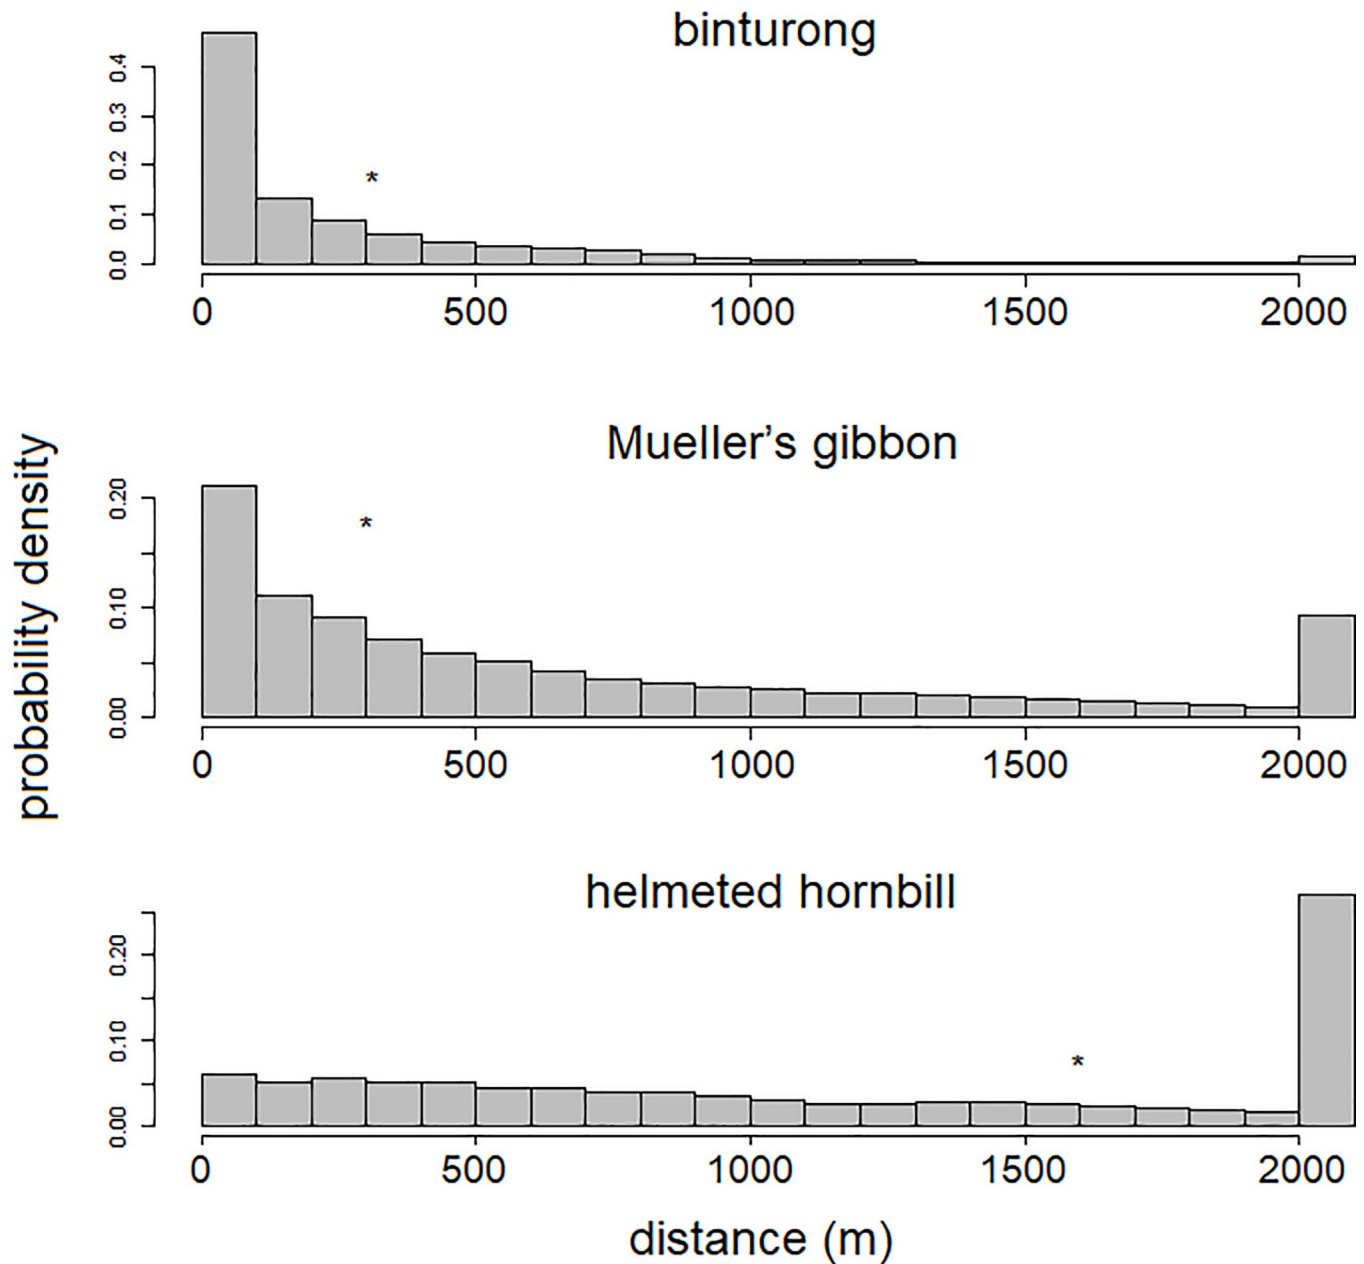 binturong
0.4
0.3
0.2
0.1
0.0
*
0 500 1000 1500 2000
Mueller’s gibbon
0.20
0.10
0.00
*
0 500 1000 1500 2000
probability density
helmeted hornbill
0.20
0.10
0.00
*
0 500 1000 1500 2000
distance (m)